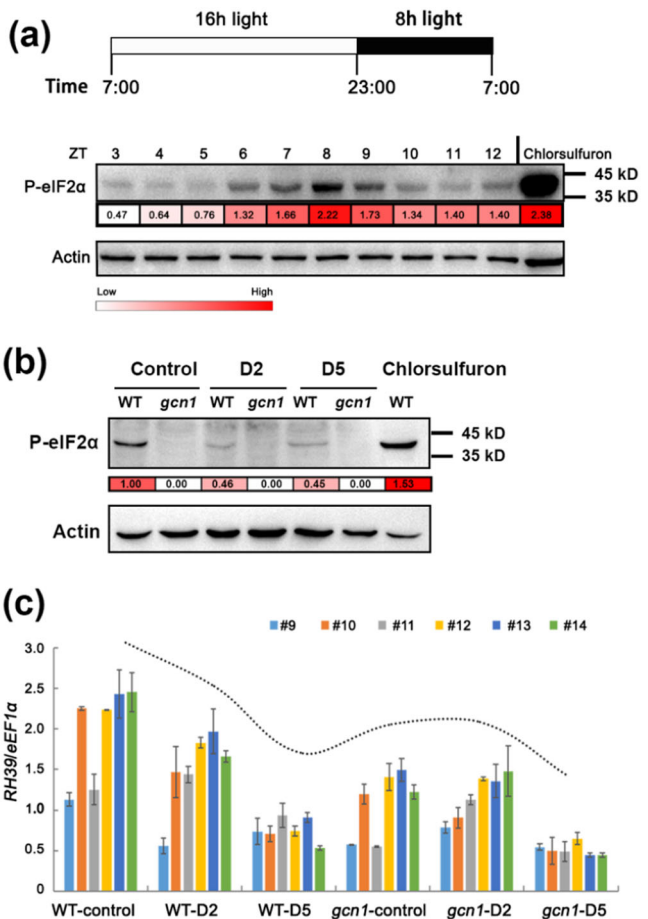 (a)
16h light 8h light
Time 7:00 23:00 7:00
ZT 3 4 5 6 7 8 9 10 11 12 Chlorsulfuron
P-eIF2α 45 kD
35 kD
0.47 0.64 0.76 1.32 1.66 2.22 1.73 1.34 1.40 1.40 2.38
Actin
Low High
(b)
Control D2 D5 Chlorsulfuron
WT gcn1 WT gcn1 WT gcn1 WT
P-eIF2α 45 kD
35 kD
1.00 0.00 0.46 0.00 0.45 0.00 1.53
Actin
(c)
#9 #10 #11 #12 #13 #14
RH39/eEF1α
3.0
2.5
2.0
1.5
1.0
0.5
0
WT-control WT-D2 WT-D5 gcn1-control gcn1-D2 gcn1-D5